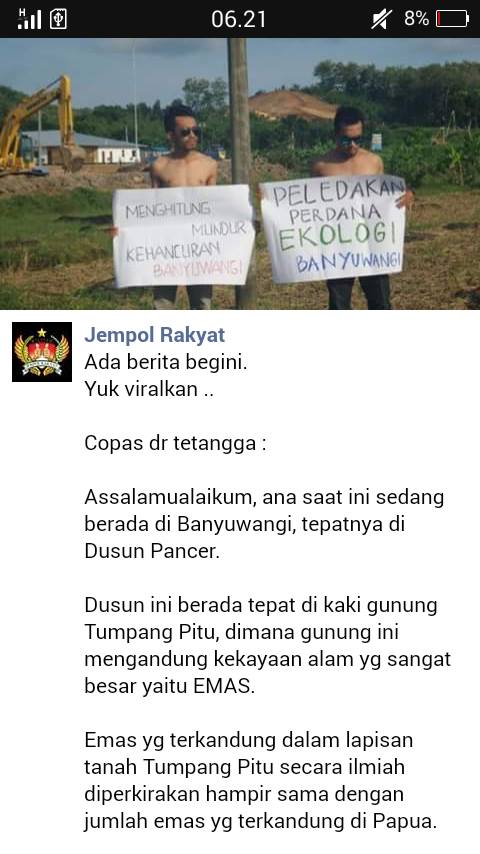 H
06.21
8%
MENGHITUNG
MUNDUR
KEHANCURAN
BANYUWANGI
PELEDAKAN
PERDANA
EKOLOGI
BANYUWANGI
Jempol Rakyat
Ada berita begini.
Yuk viralkan ..
Copas dr tetangga :
Assalamualaikum, ana saat ini sedang
berada di Banyuwangi, tepatnya di
Dusun Pancer.
Dusun ini berada tepat di kaki gunung
Tumpang Pitu, dimana gunung ini
mengandung kekayaan alam yg sangat
besar yaitu EMAS.
Emas yg terkandung dalam lapisan
tanah Tumpang Pitu secara ilmiah
diperkirakan hampir sama dengan
jumlah emas yg terkandung di Papua.